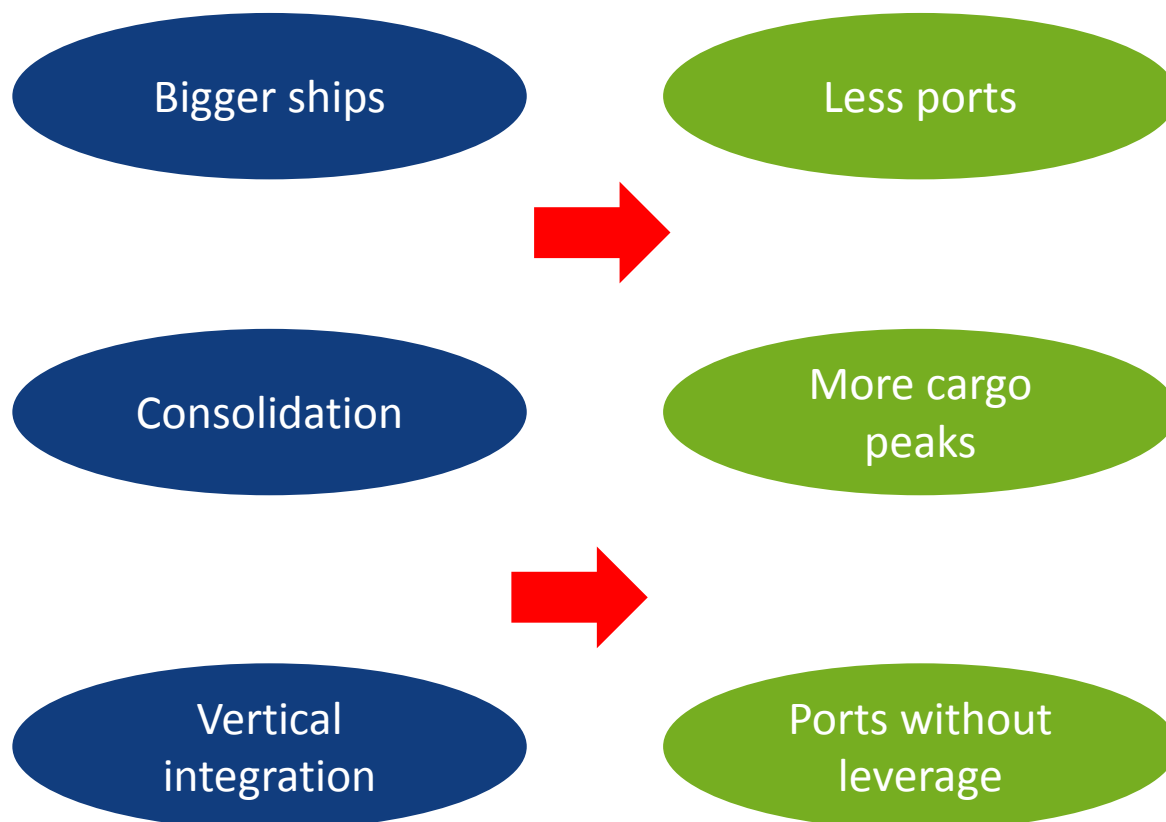 Bigger ships
Less ports
Consolidation
More cargo
peaks
Vertical
integration
Ports without
leverage